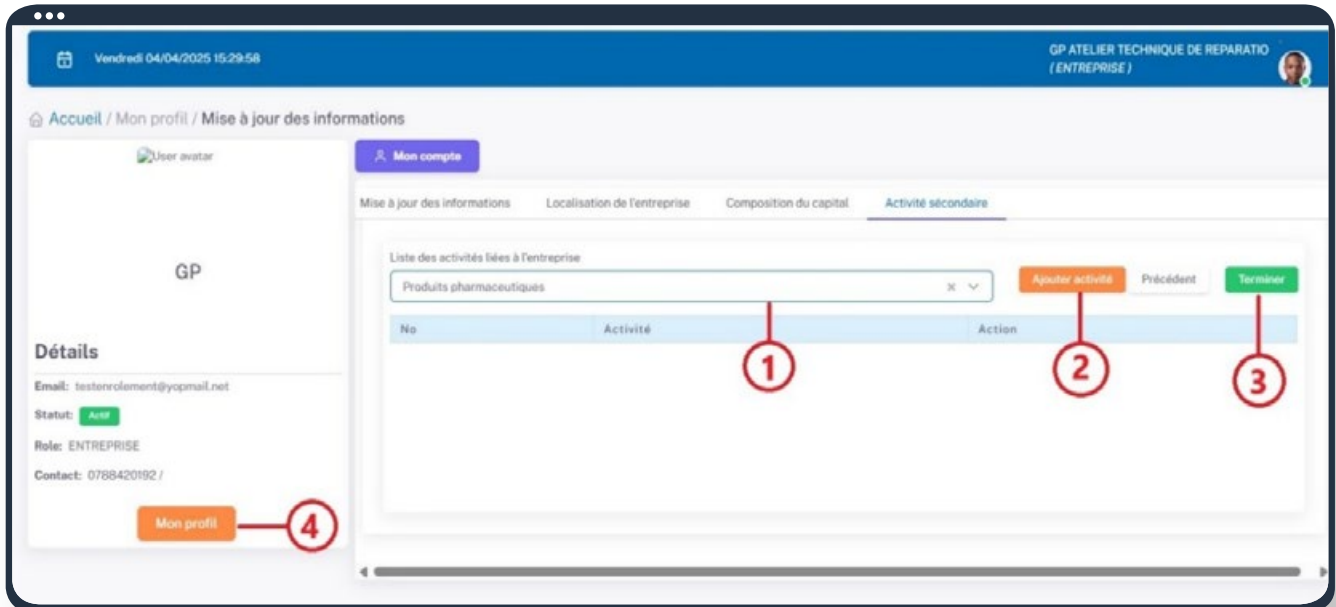 Vendredi 04/04/2025 15:29:58
GP ATELIER TECHNIQUE DE REPARATIO
(ENTREPRISE)
Accueil / Mon profil / Mise à jour des informations
User avatar
Mon compte
Mise à jour des informations Localisation de l'entreprise Composition du capital Activité sécondaire
GP
Liste des activités liées à l'entreprise
Produits pharmaceutiques
Ajouter activité Précédent Terminer
No Activité Action
1
2
3
Détails
Email: testenrolement@yopmail.net
Statut: Actif
Role: ENTREPRISE
Contact: 0788420192 /
Mon profil
4